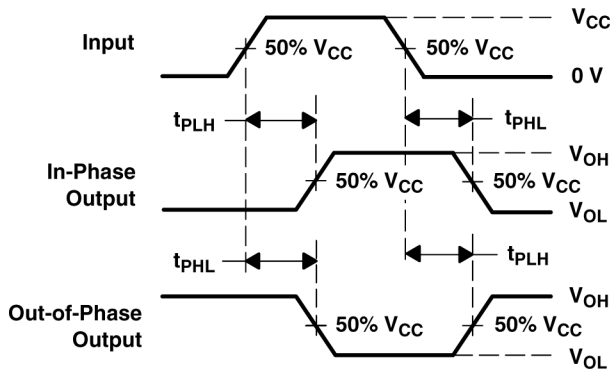 V_CC
Input
50% V_CC
50% V_CC
0 V
t_PLH
t_PHL
V_OH
In-Phase
Output
50% V_CC
50% V_CC
V_OL
t_PHL
t_PLH
V_OH
Out-of-Phase
Output
50% V_CC
50% V_CC
V_OL